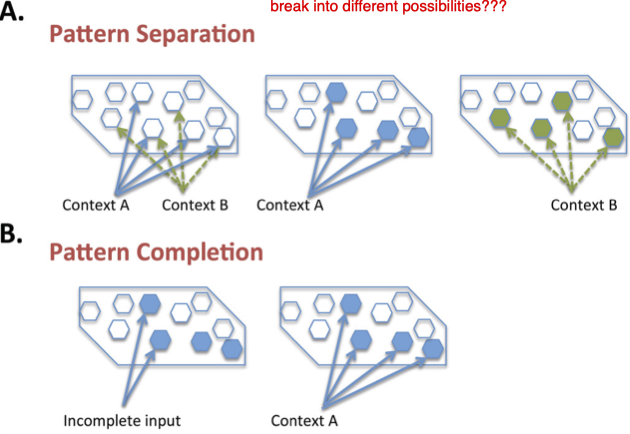 break into different possibilities???
A.
Pattern Separation
Context A
Context B
Context A
Context B
B.
Pattern Completion
Incomplete input
Context A